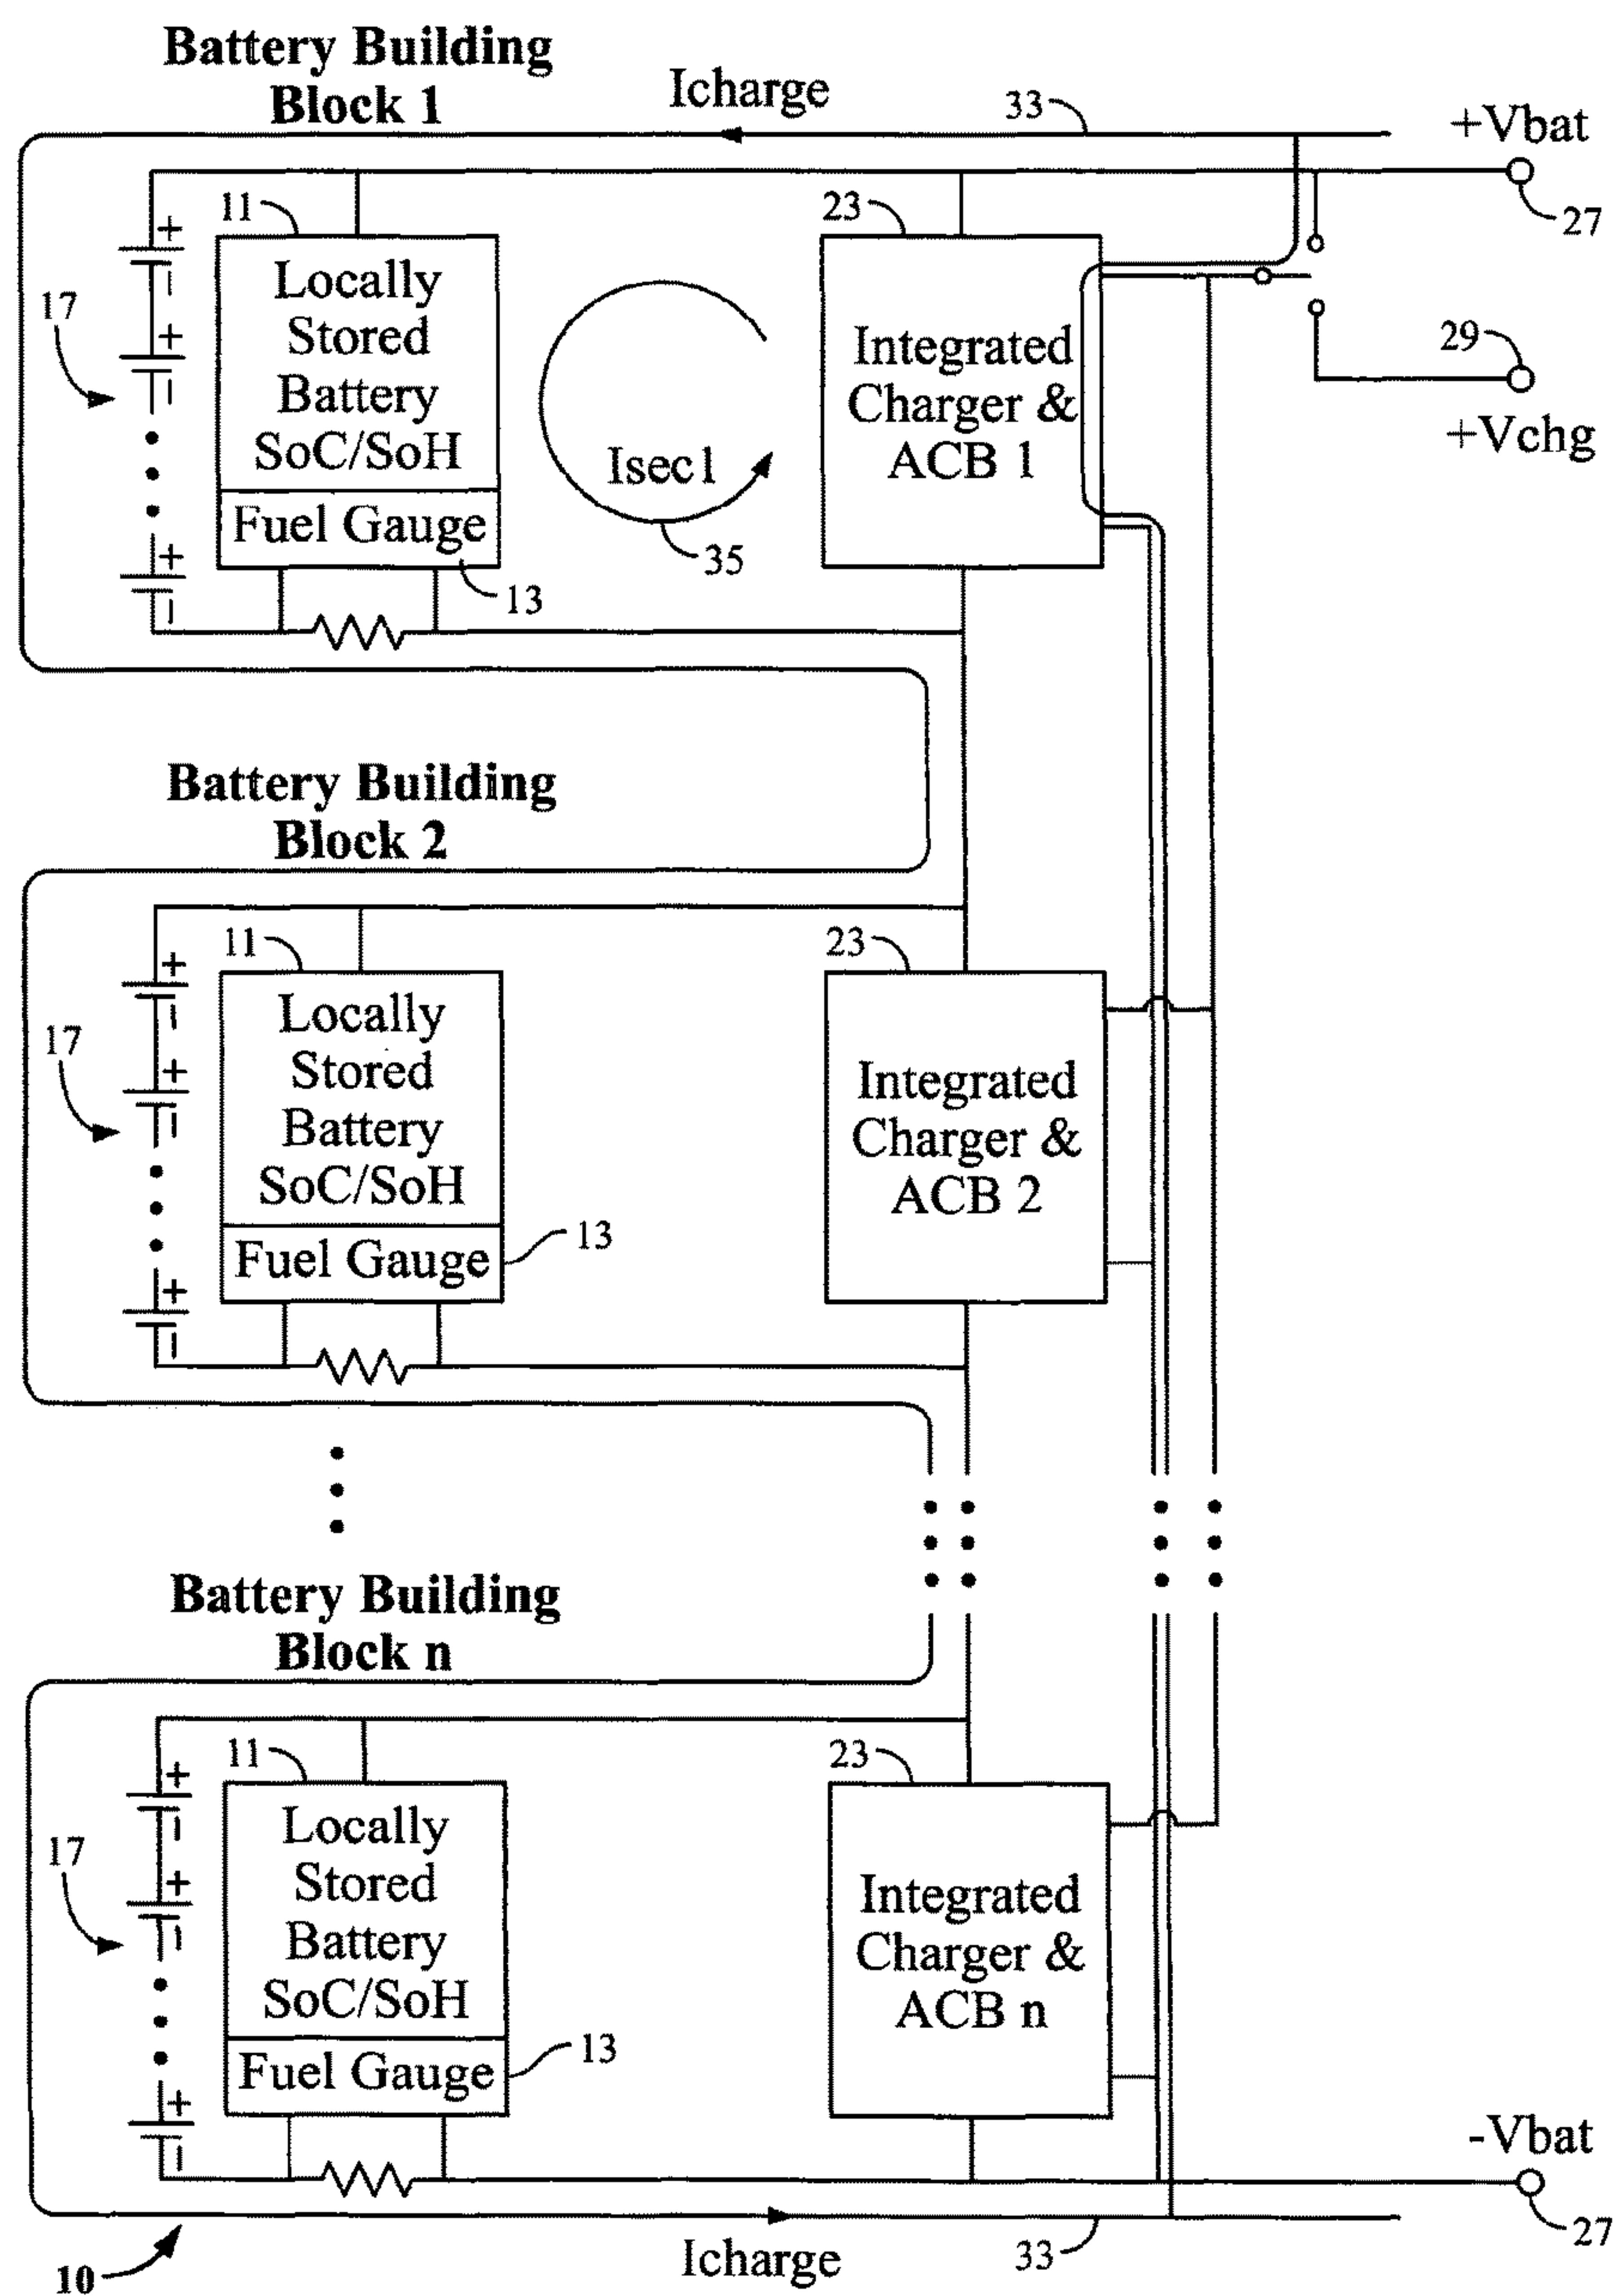 Battery Building
Block 1
Icharge
33
+Vbat
27
11
23
17
Locally
Stored
Battery
SoC/SoH
Fuel Gauge
13
Isec1
35
Integrated
Charger &
ACB 1
29
+Vchg
Battery Building
Block 2
11
23
17
Locally
Stored
Battery
SoC/SoH
Fuel Gauge
13
Integrated
Charger &
ACB 2
Battery Building
Block n
11
23
17
Locally
Stored
Battery
SoC/SoH
Fuel Gauge
13
Integrated
Charger &
ACB n
-Vbat
27
10
Icharge
33